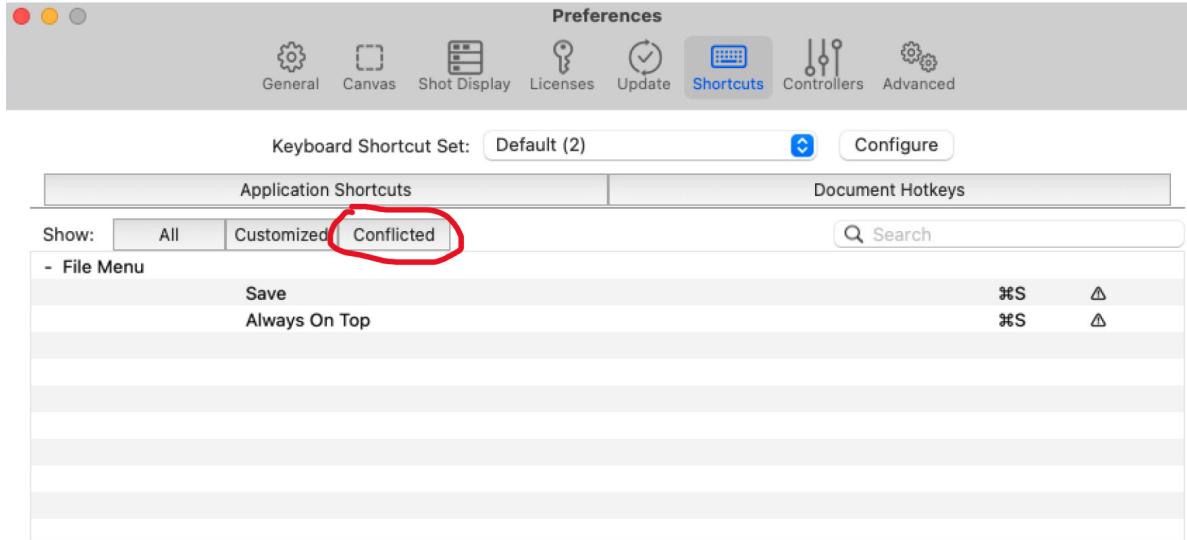 Preferences
General Canvas Shot Display Licenses Update Shortcuts Controllers Advanced
Keyboard Shortcut Set: Default (2) Configure
Application Shortcuts Document Hotkeys
Show: All Customized Conflicted Search
- File Menu
Save ⌘S
Always On Top ⌘S